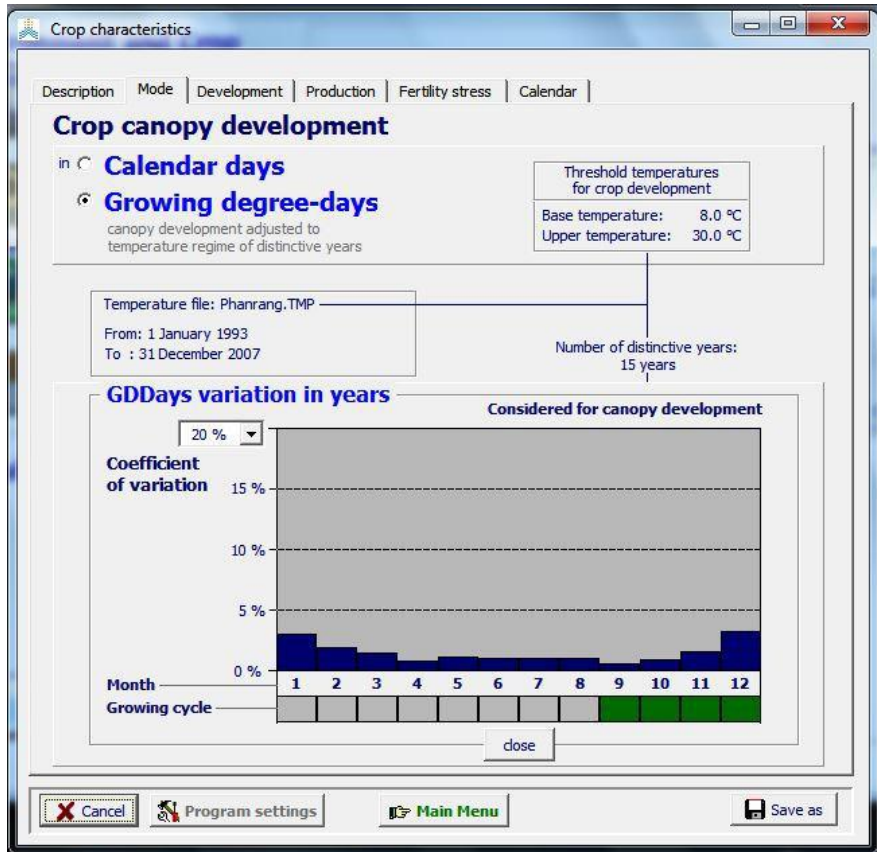 Crop characteristics
Description Mode Development Production Fertility stress Calendar
Crop canopy development
in Calendar days
Growing degree-days
canopy development adjusted to
temperature regime of distinctive years
Threshold temperatures
for crop development
Base temperature: 8.0 ºC
Upper temperature: 30.0 ºC
Temperature file: Phanrang.TMP
From: 1 January 1993
To : 31 December 2007
Number of distinctive years:
15 years
GDDays variation in years
Considered for canopy development
20 %
Coefficient
of variation
15 %
10 %
5 %
0 %
Month 1 2 3 4 5 6 7 8 9 10 11 12
Growing cycle
close
Cancel Program settings Main Menu Save as